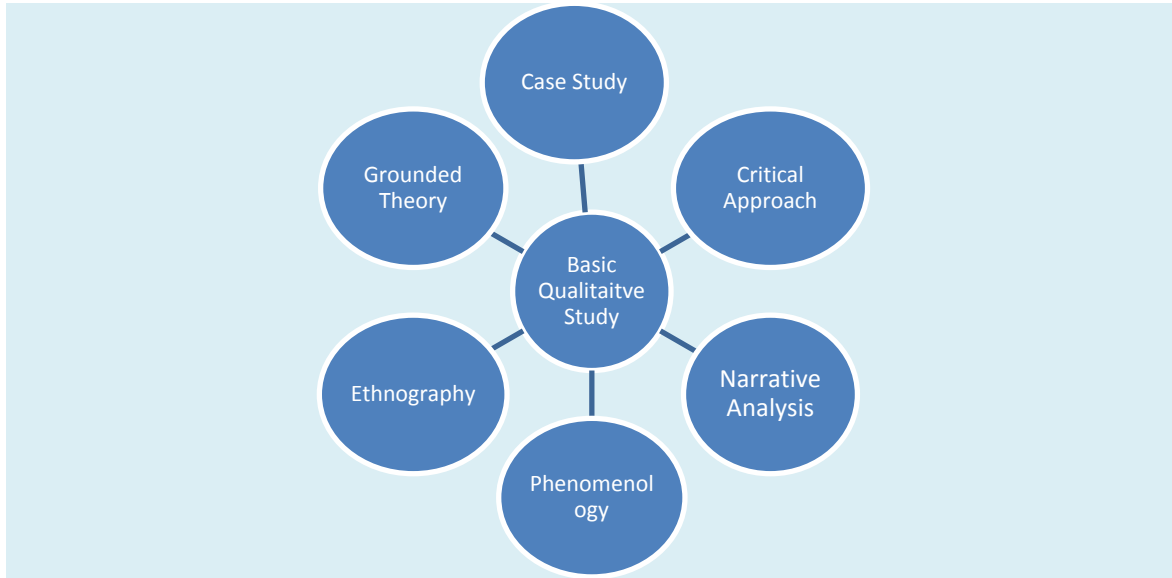 Case Study
Grounded
Theory
Critical
Approach
Basic
Qualitaitve
Study
Ethnography
Narrative
Analysis
Phenomenol
ogy